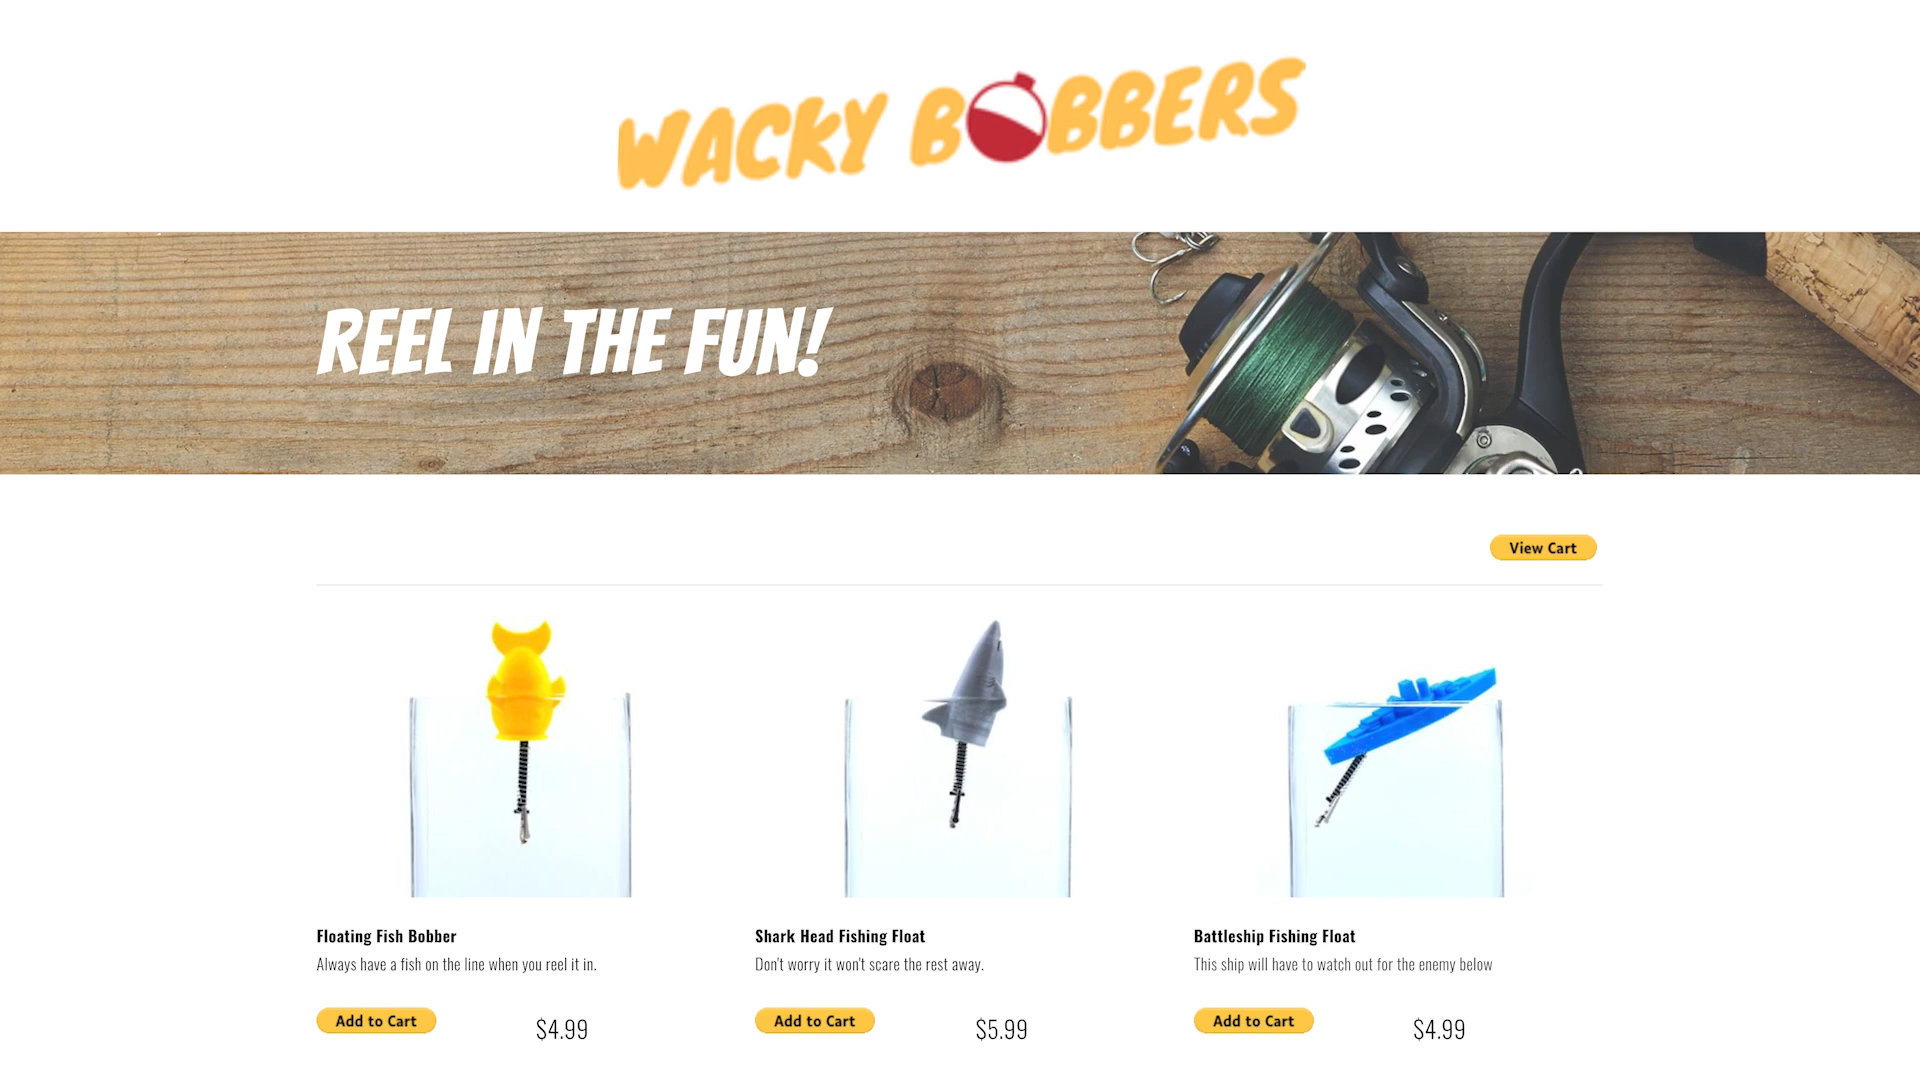 WACKY BOBBERS
REEL IN THE FUN!
View Cart
Floating Fish Bobber
Always have a fish on the line when you reel it in.
Add to Cart
$4.99
Shark Head Fishing Float
Don't worry it won't scare the rest away.
Add to Cart
$5.99
Battleship Fishing Float
This ship will have to watch out for the enemy below
Add to Cart
$4.99